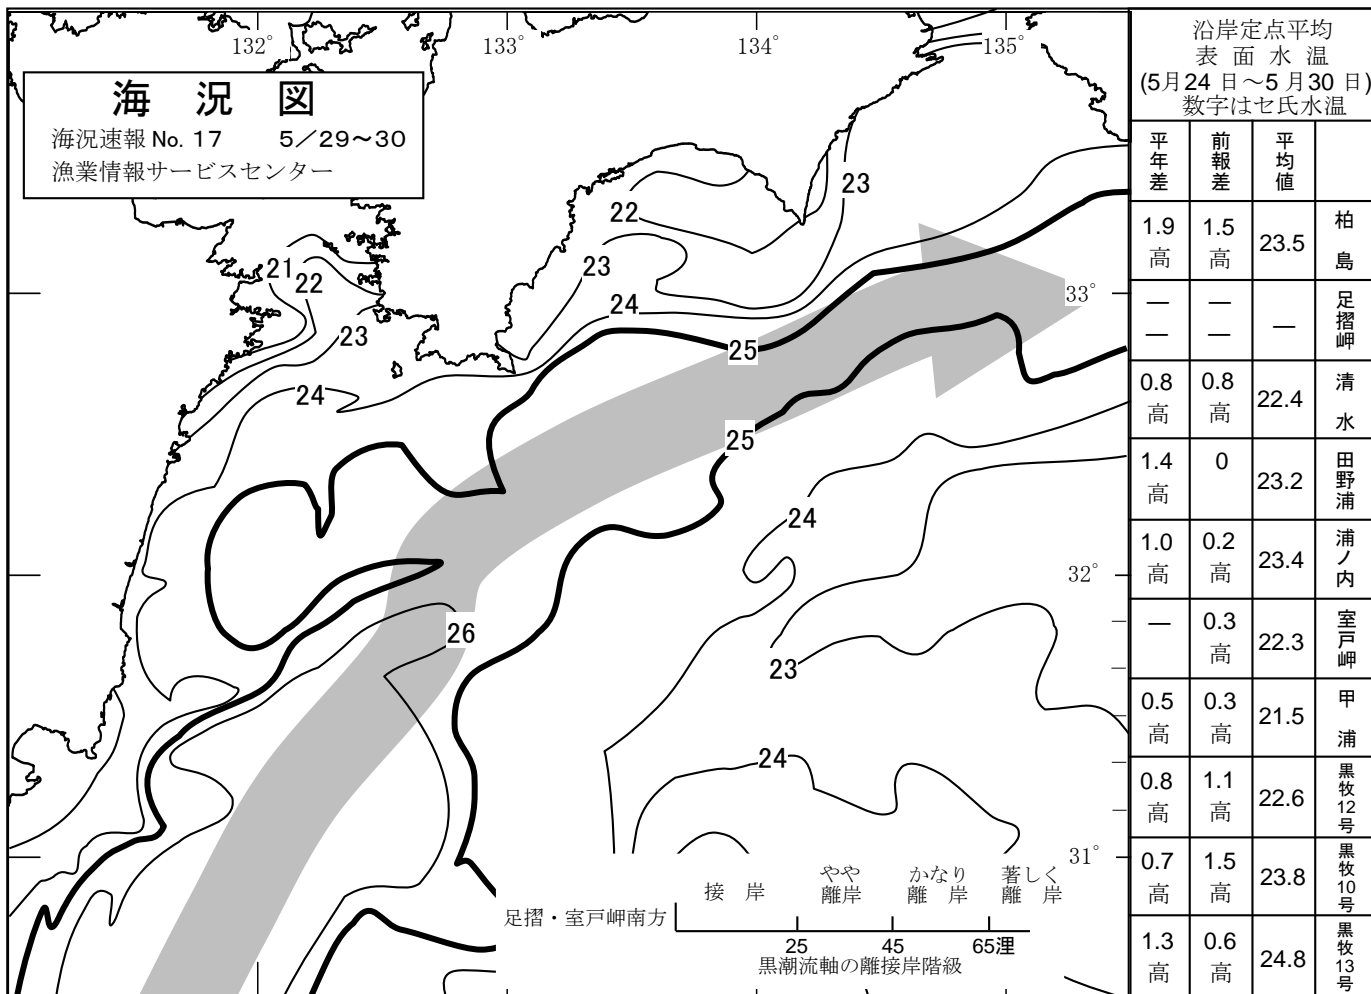 132°
133°
134°
135°
海 況 図
海況速報 No. 17 5/29～30
漁業情報サービスセンター
23
22
21
22
23
23
24
33°
25
24
25
24
32°
26
23
24
31°
接 岸
やや
離岸
かなり
離 岸
著しく
離 岸
足摺・室戸岬南方
25
45
65浬
黒潮流軸の離接岸階級
沿岸定点平均
表 面 水 温
(5月24 日～5 月30 日)
数字はセ氏水温
平年差 前報差 平均値
1.9高 1.5高 23.5 柏島
—— —— — 足摺岬
0.8高 0.8高 22.4 清水
1.4高 0 23.2 田野浦
1.0高 0.2高 23.4 浦ノ内
— 0.3高 22.3 室戸岬
0.5高 0.3高 21.5 甲浦
0.8高 1.1高 22.6 黒牧12号
0.7高 1.5高 23.8 黒牧10号
1.3高 0.6高 24.8 黒牧13号